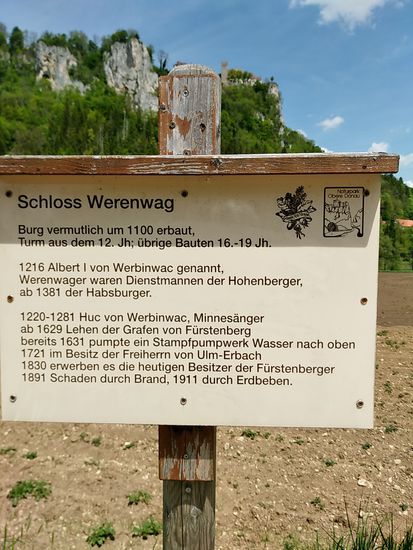 Schloss Werenwag
Naturpark
Obere Donau
Burg vermutlich um 1100 erbaut,
Turm aus dem 12. Jh; übrige Bauten 16.-19 Jh.
1216 Albert I von Werbinwac genannt,
Werenwager waren Dienstmannen der Hohenberger,
ab 1381 der Habsburger.
1220-1281 Huc von Werbinwac, Minnesänger
ab 1629 Lehen der Grafen von Fürstenberg
bereits 1631 pumpte ein Stampfpumpwerk Wasser nach oben
1721 im Besitz der Freiherrn von Ulm-Erbach
1830 erwerben es die heutigen Besitzer der Fürstenberger
1891 Schaden durch Brand, 1911 durch Erdbeben.